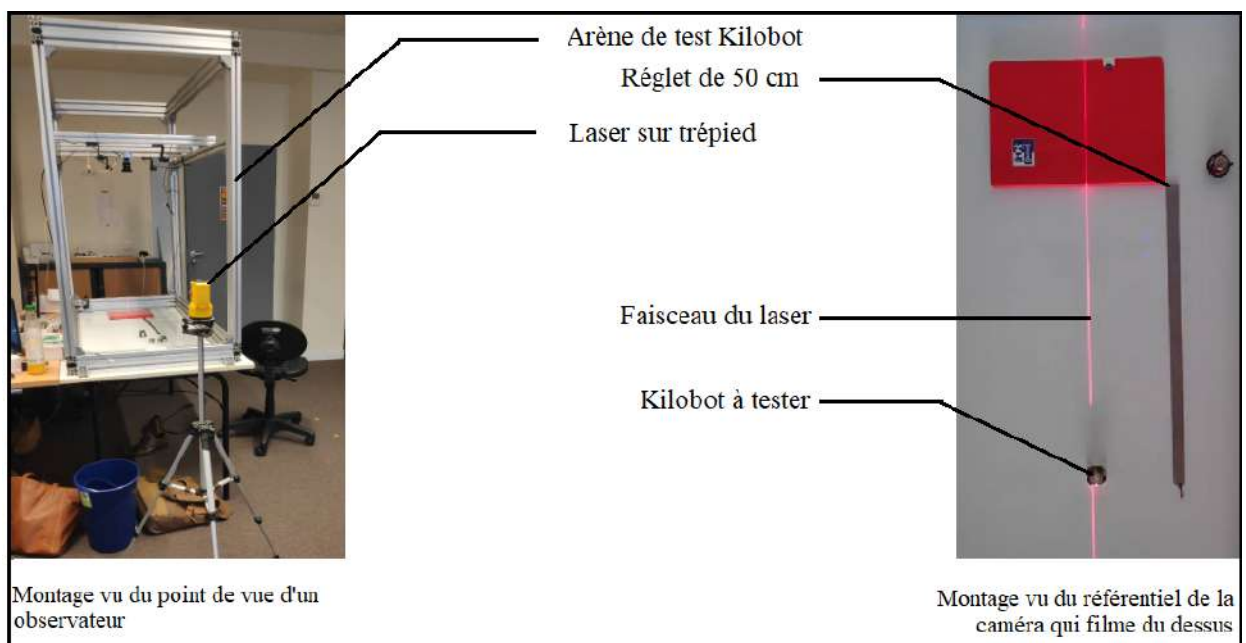 Arène de test Kilobot
Réglet de 50 cm
Laser sur trépied
Faisceau du laser
Kilobot à tester
Montage vu du point de vue d'un
observateur
Montage vu du référentiel de la
caméra qui filme du dessus